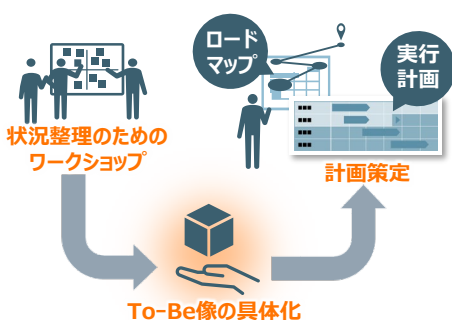 ロード
マップ
実行
計画
状況整理のための
ワークショップ
計画策定
To-Be像の具体化